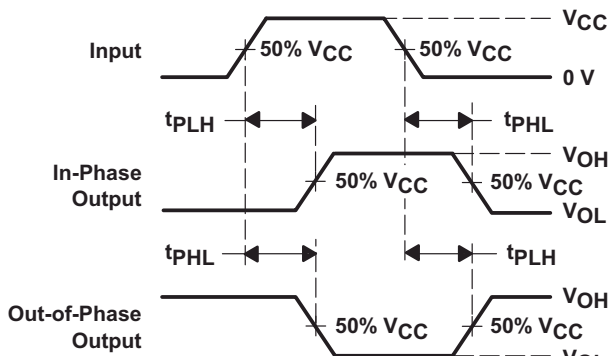 VCC
Input
50% VCC
50% VCC
0 V
tPLH
tPHL
VOH
In-Phase
Output
50% VCC
50% VCC
VOL
tPHL
tPLH
VOH
Out-of-Phase
Output
50% VCC
50% VCC